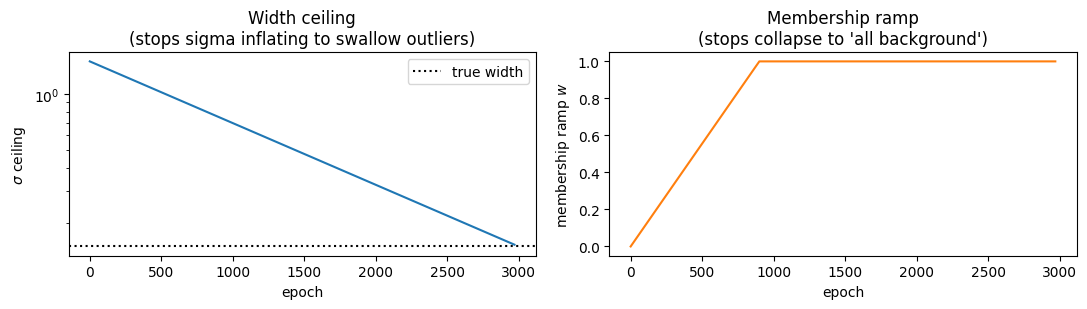 Width ceiling
(stops sigma inflating to swallow outliers)
true width
10⁰
σ ceiling
0 500 1000 1500 2000 2500 3000
epoch
Membership ramp
(stops collapse to 'all background')
1.0
0.8
0.6
0.4
0.2
0.0
membership ramp w
0 500 1000 1500 2000 2500 3000
epoch